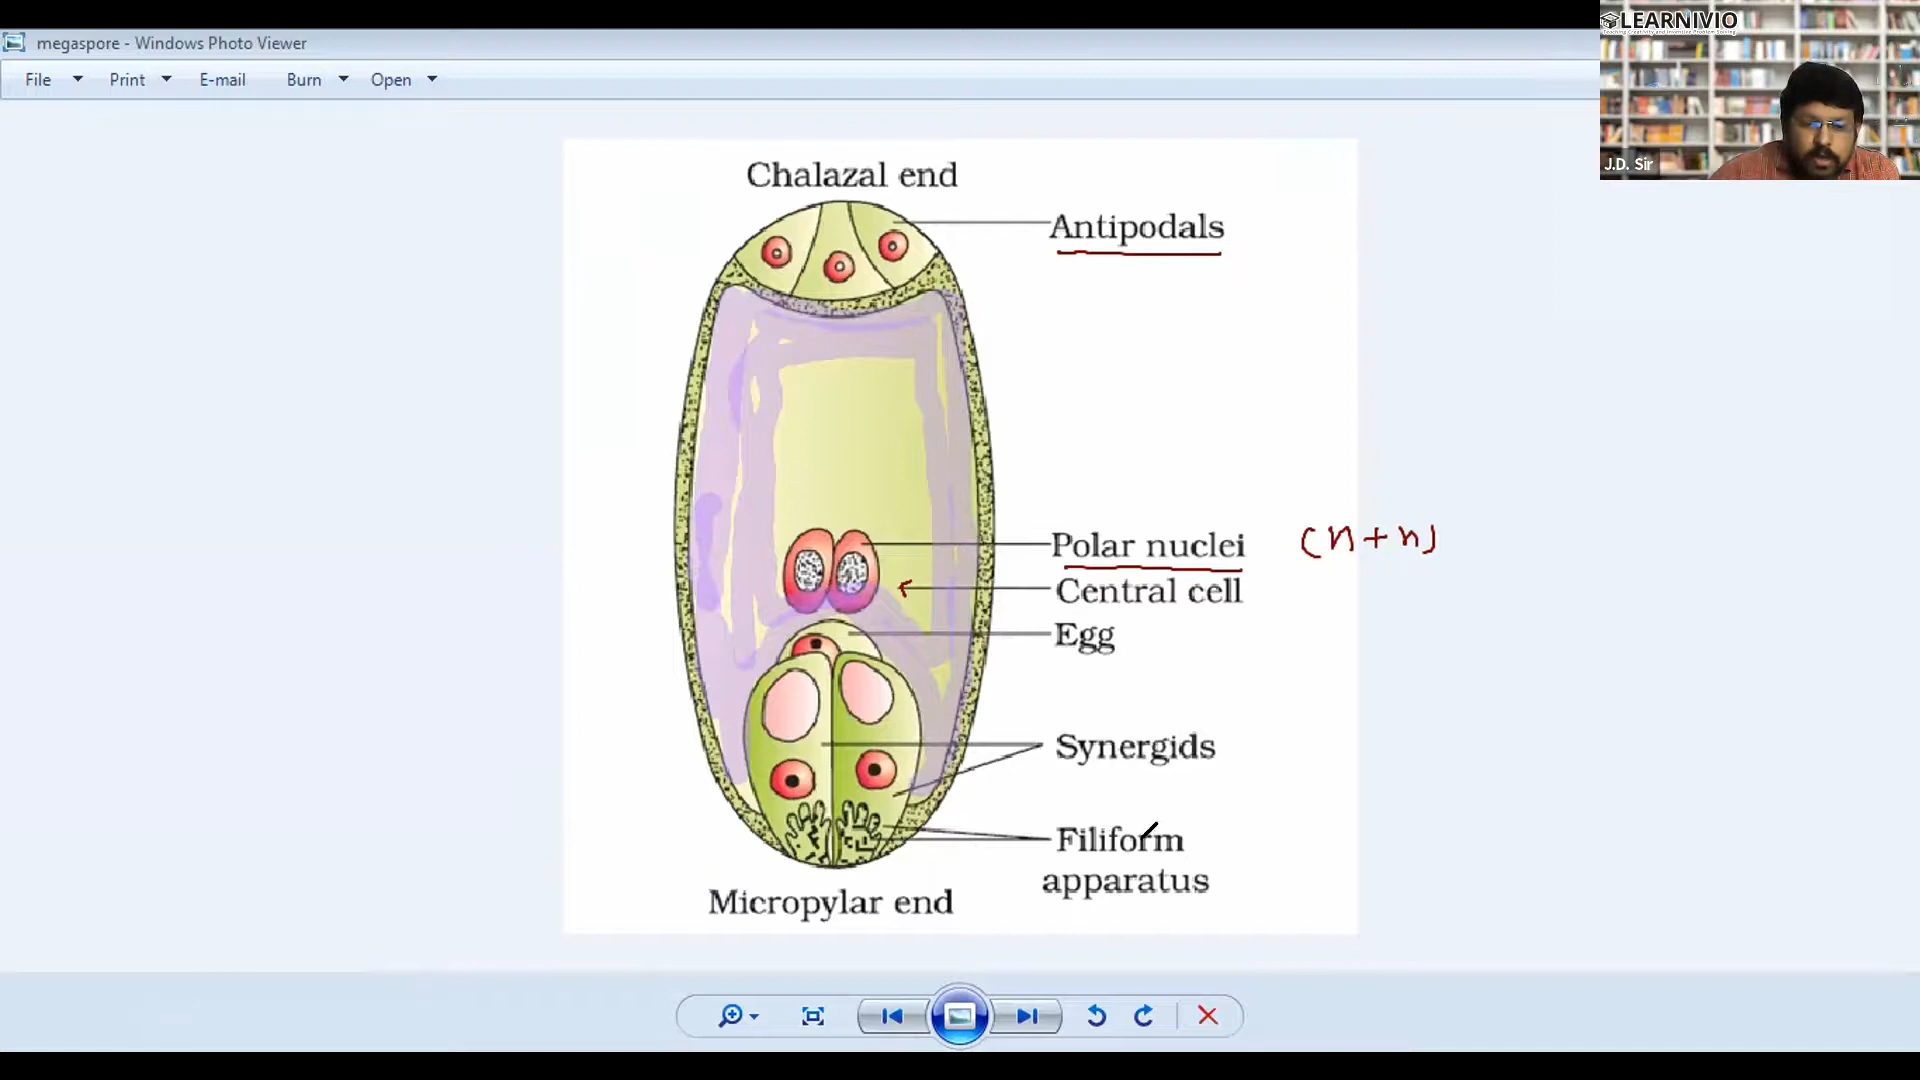 LEARNIVIO
megaspore - Windows Photo Viewer
File Print E-mail Burn Open
J.D. Sir
Chalazal end
Antipodals
Polar nuclei (n+n)
Central cell
Egg
Synergids
Filiform
apparatus
Micropylar end